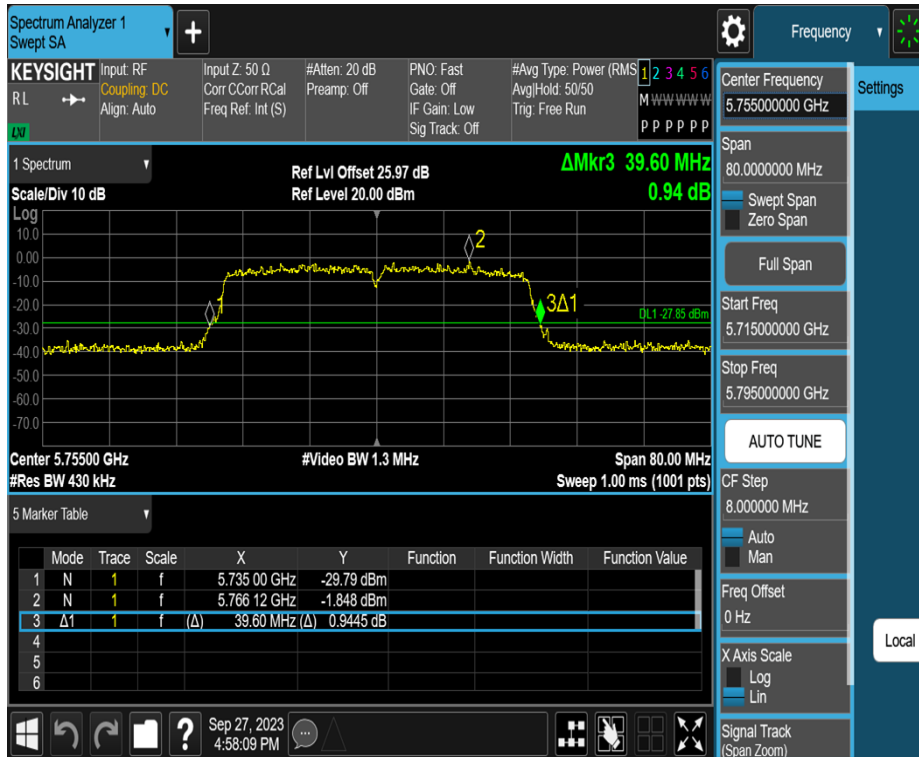 Spectrum Analyzer 1
Swept SA
+
Frequency
KEYSIGHT
RL
LXI
Input: RF
Coupling: DC
Align: Auto
Input Z: 50 Ω
Corr CCorr RCal
Freq Ref: Int (S)
#Atten: 20 dB
Preamp: Off
PNO: Fast
Gate: Off
IF Gain: Low
Sig Track: Off
#Avg Type: Power (RMS
Avg|Hold: 50/50
Trig: Free Run
1 2 3 4 5 6
M W W W W W
P P P P P P
1 Spectrum
Scale/Div 10 dB
Ref Lvl Offset 25.97 dB
Ref Level 20.00 dBm
ΔMkr3 39.60 MHz
0.94 dB
Log
10.0
0.00
-10.0
-20.0
-30.0
-40.0
-50.0
-60.0
-70.0
1
2
3Δ1
DL1 -27.85 dBm
Center 5.75500 GHz
#Video BW 1.3 MHz
Span 80.00 MHz
#Res BW 430 kHz
Sweep 1.00 ms (1001 pts)
5 Marker Table
Mode Trace Scale X Y Function Function Width Function Value
1 N 1 f 5.735 00 GHz -29.79 dBm
2 N 1 f 5.766 12 GHz -1.848 dBm
3 Δ1 1 f (Δ) 39.60 MHz (Δ) 0.9445 dB
4
5
6
Sep 27, 2023
4:58:09 PM
?
Center Frequency
5.755000000 GHz
Settings
Span
80.0000000 MHz
Swept Span
Zero Span
Full Span
Start Freq
5.715000000 GHz
Stop Freq
5.795000000 GHz
AUTO TUNE
CF Step
8.000000 MHz
Auto
Man
Freq Offset
0 Hz
Local
X Axis Scale
Log
Lin
Signal Track
(Span Zoom)